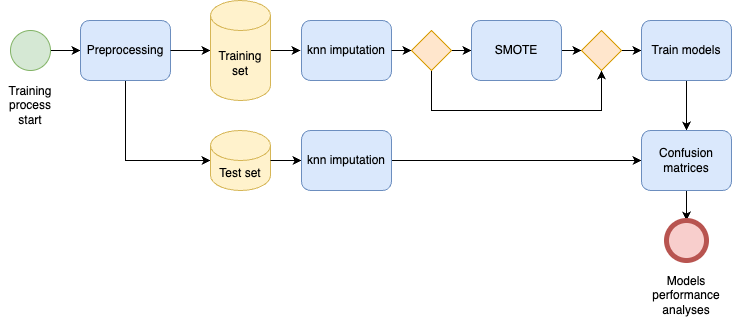 Preprocessing
Training
set
knn imputation
SMOTE
Train models
Training
process
start
Test set
knn imputation
Confusion
matrices
Models
performance
analyses